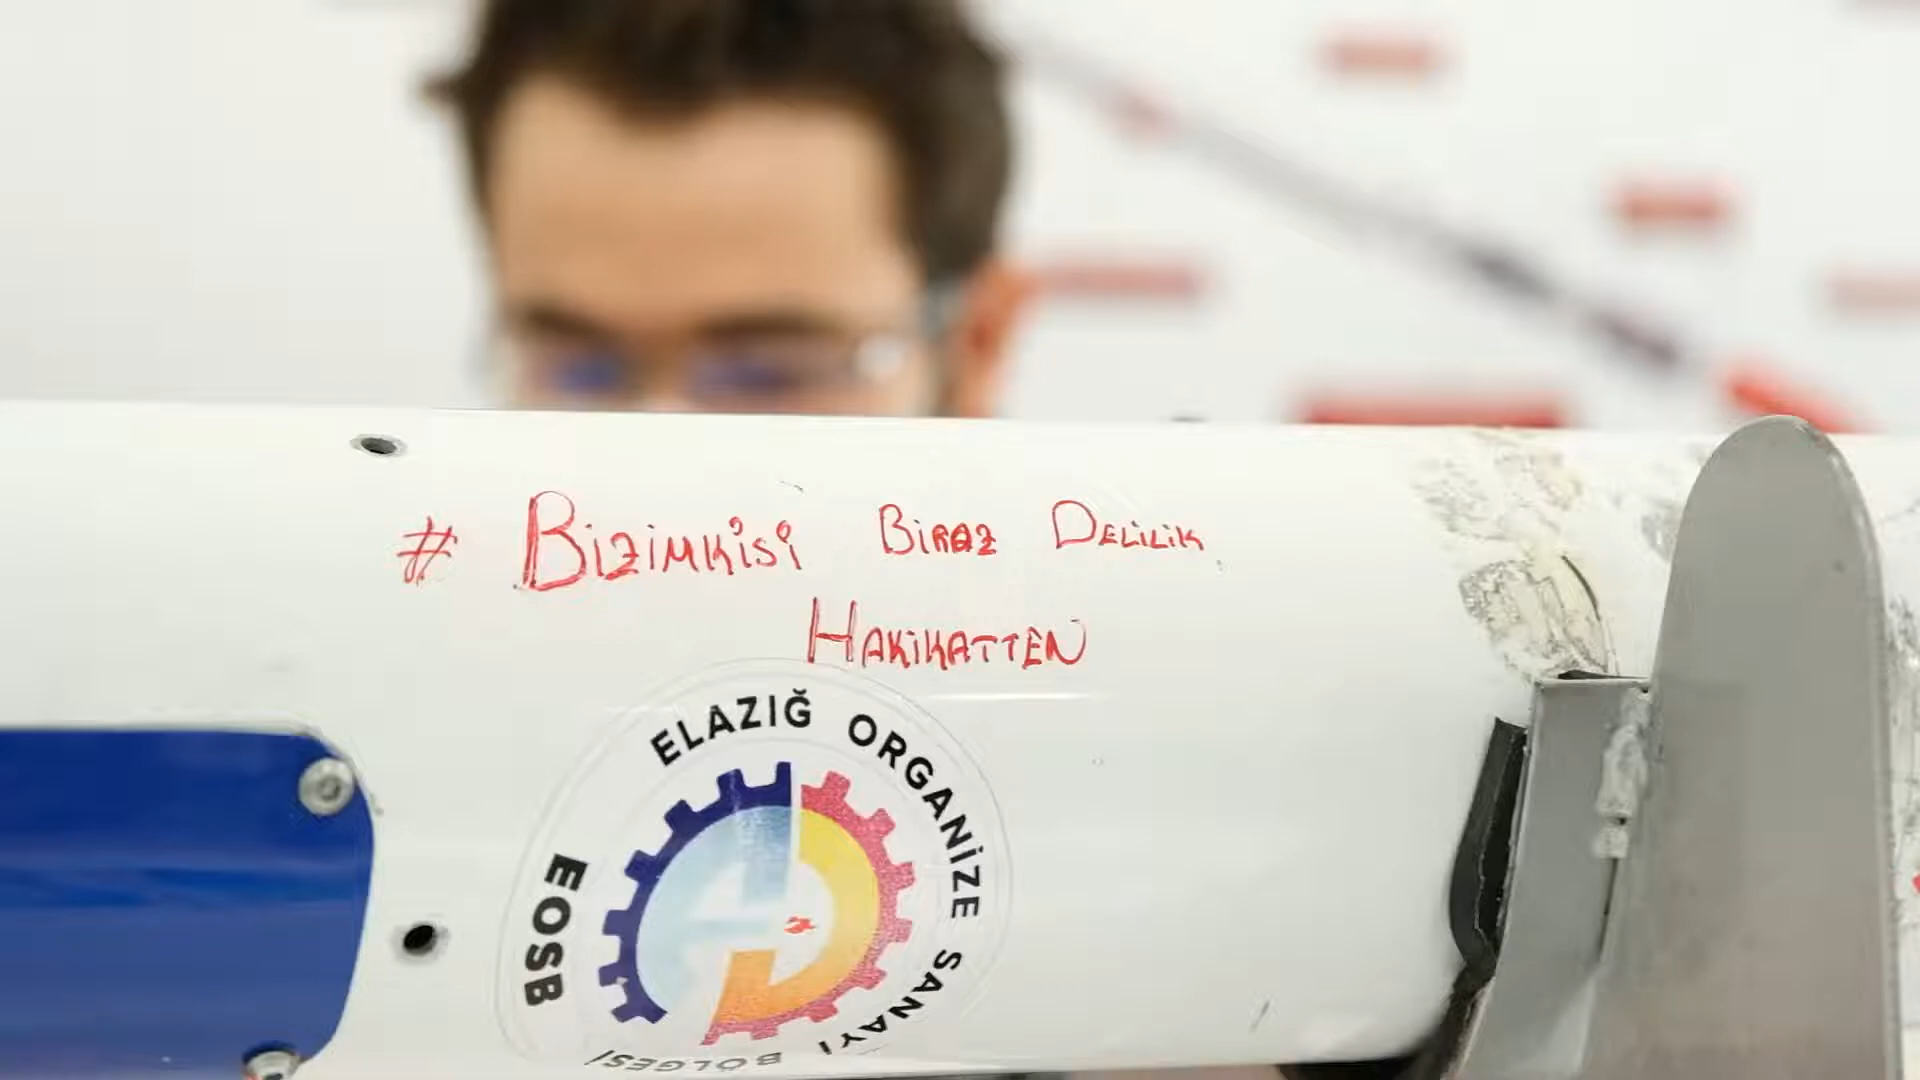 # Bizimkisi Biraz Delilik
Hakikatten
ELAZIĞ ORGANİZE SANAYİ BÖLGESİ
EOSB